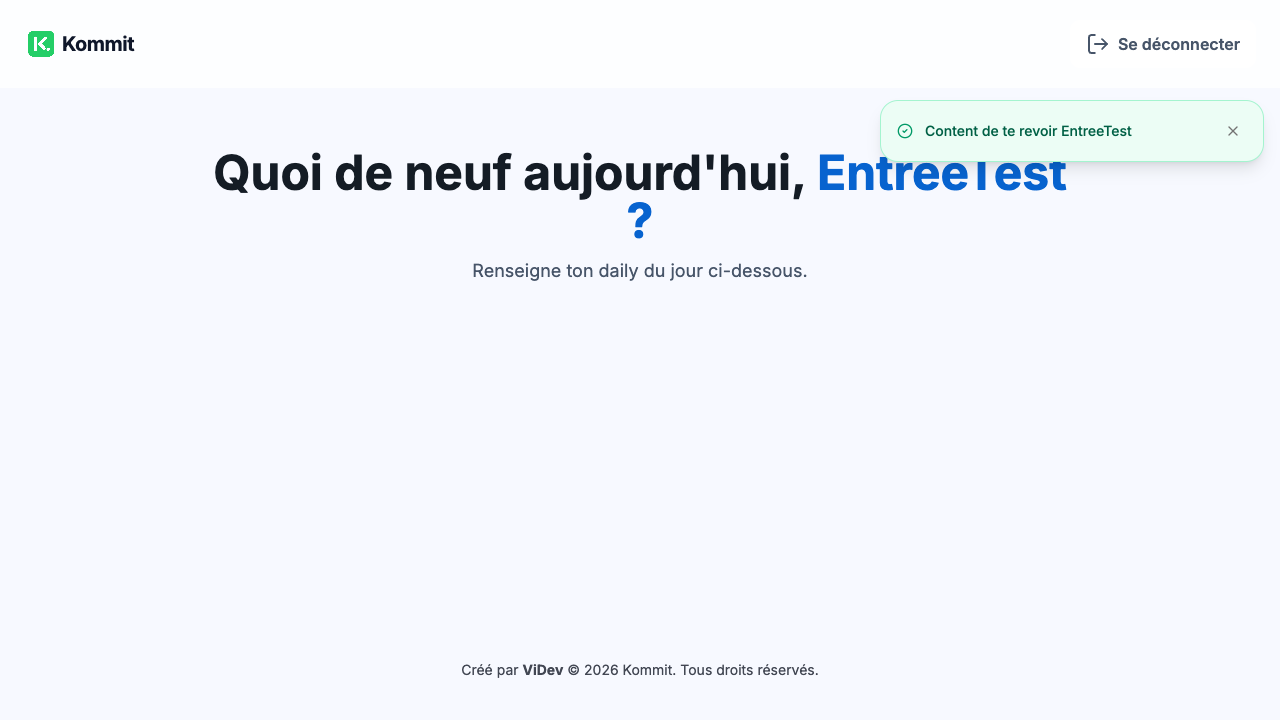 Kommit
Se déconnecter
Content de te revoir EntreeTest
Quoi de neuf aujourd'hui, EntreeTest
?
Renseigne ton daily du jour ci-dessous.
Créé par ViDev © 2026 Kommit. Tous droits réservés.